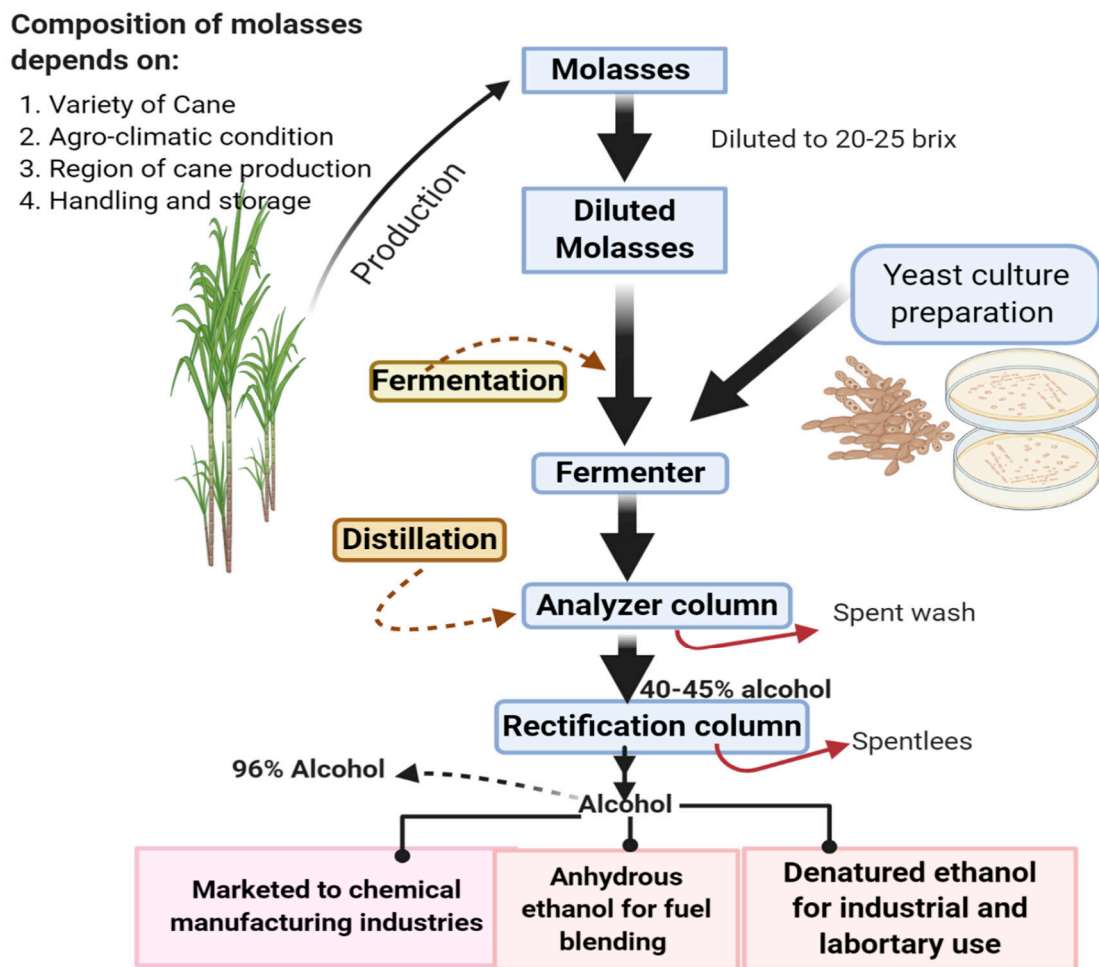 Composition of molasses
depends on:
1. Variety of Cane
2. Agro-climatic condition
3. Region of cane production
4. Handling and storage
Production
Molasses
Diluted to 20-25 brix
Diluted
Molasses
Yeast culture
preparation
Fermentation
Fermenter
Distillation
Analyzer column
Spent wash
40-45% alcohol
Rectification column
Spentlees
96% Alcohol
Alcohol
Marketed to chemical
manufacturing industries
Anhydrous
ethanol for fuel
blending
Denatured ethanol
for industrial and
labortary use